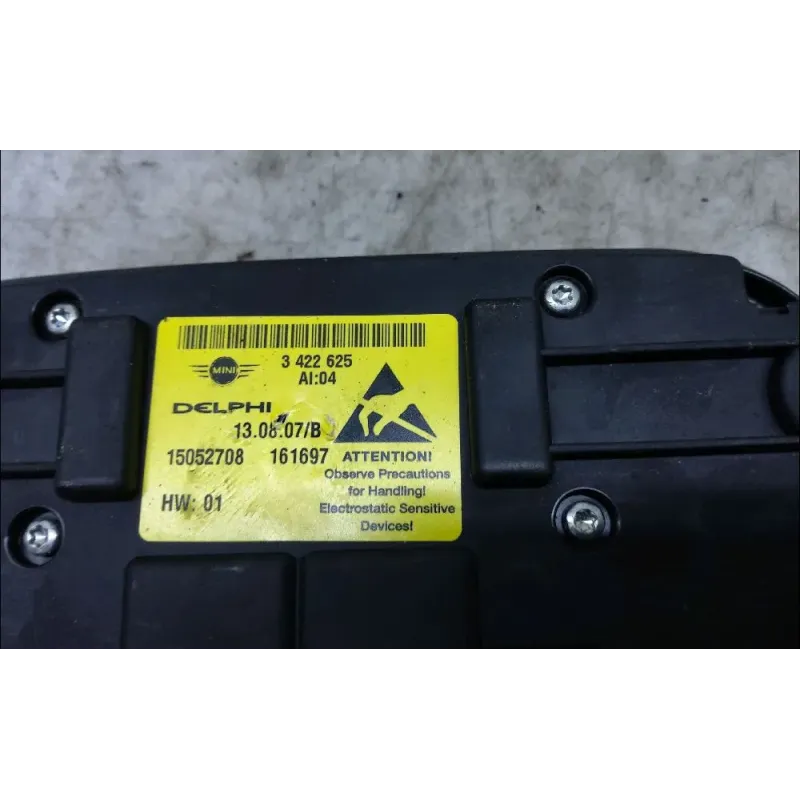 3 422 625
MINI
AI:04
DELPHI
13.08.07/B
15052708 161697
ATTENTION!
Observe Precautions
for Handling!
HW: 01
Electrostatic Sensitive
Devices!